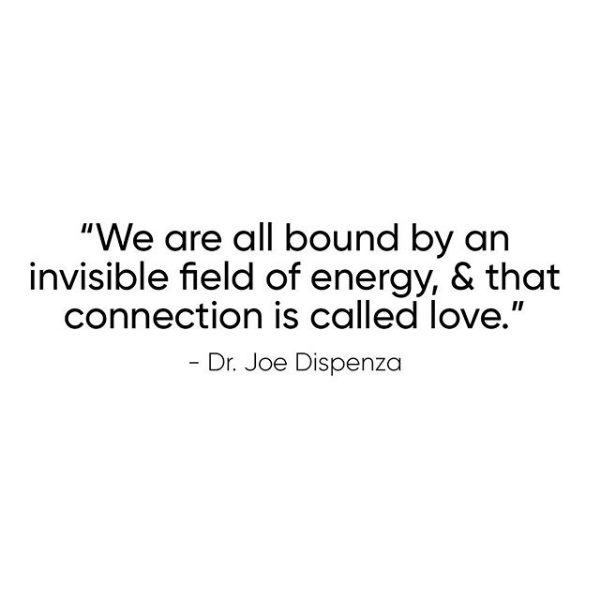 “We are all bound by an
invisible field of energy, & that
connection is called love.”
- Dr. Joe Dispenza